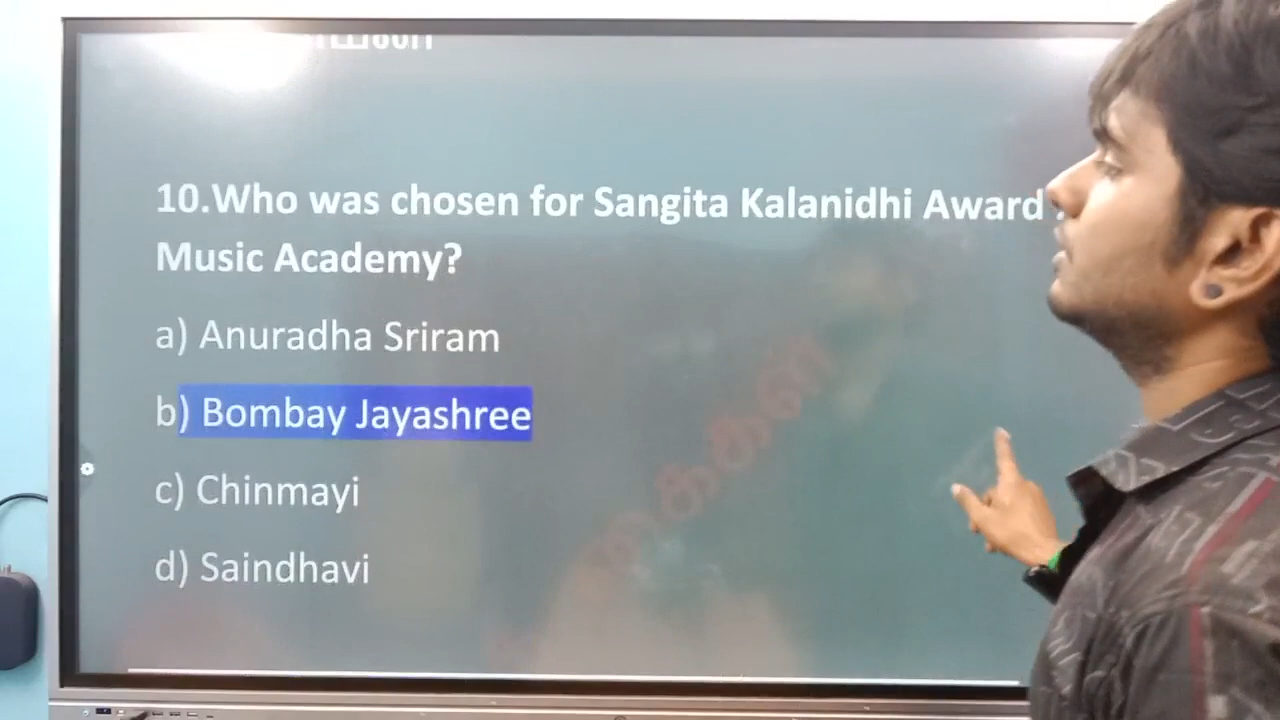 10.Who was chosen for Sangita Kalanidhi Award
Music Academy?
a) Anuradha Sriram
b) Bombay Jayashree
c) Chinmayi
d) Saindhavi